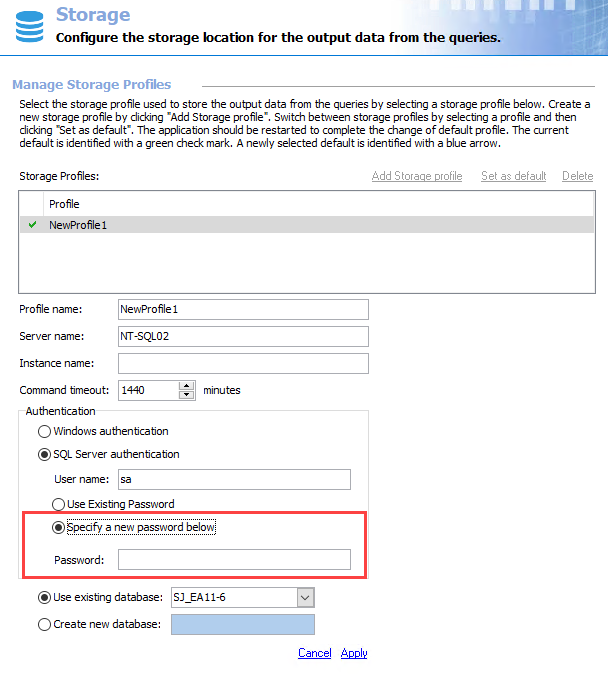 Storage
Configure the storage location for the output data from the queries.
Manage Storage Profiles
Select the storage profile used to store the output data from the queries by selecting a storage profile below. Create a
new storage profile by clicking "Add Storage profile". Switch between storage profiles by selecting a profile and then
clicking "Set as default". The application should be restarted to complete the change of default profile. The current
default is identified with a green check mark. A newly selected default is identified with a blue arrow.
Storage Profiles: Add Storage profile Set as default Delete
Profile
NewProfile1
Profile name: NewProfile1
Server name: NT-SQL02
Instance name:
Command timeout: 1440 minutes
Authentication
Windows authentication
SQL Server authentication
User name: sa
Use Existing Password
Specify a new password below
Password:
Use existing database: SJ_EA11-6
Create new database:
Cancel Apply